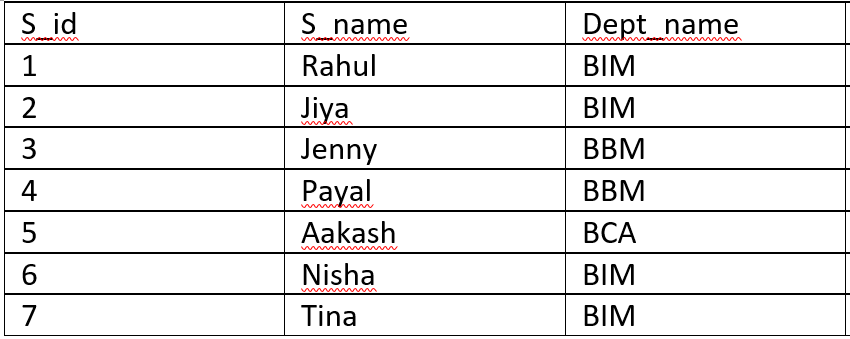 S_id S_name Dept_name
1 Rahul BIM
2 Jiya BIM
3 Jenny BBM
4 Payal BBM
5 Aakash BCA
6 Nisha BIM
7 Tina BIM